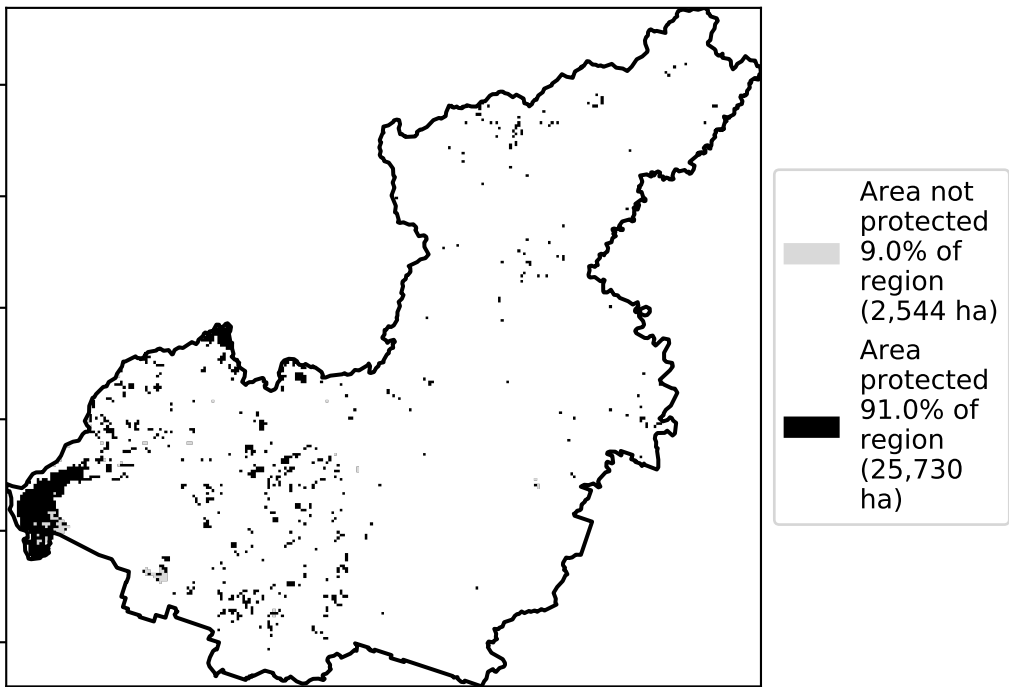 Area not
protected
9.0% of
region
(2,544 ha)
Area
protected
91.0% of
region
(25,730
ha)